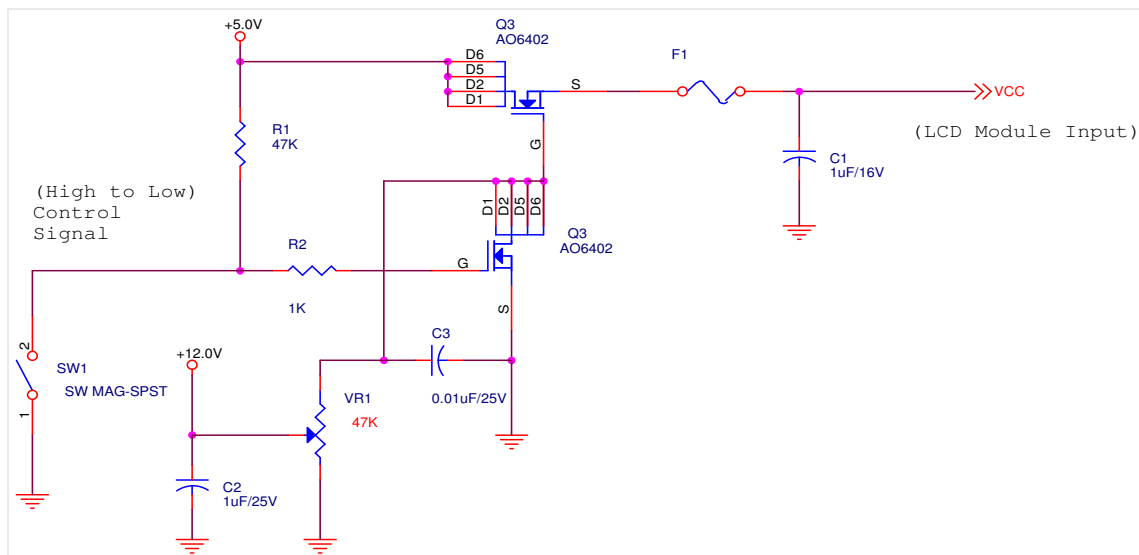 +5.0V
Q3
AO6402
D6
D5
D2
D1
S
G
F1
VCC
(LCD Module Input)
R1
47K
C1
1uF/16V
(High to Low)
Control
Signal
D1
D2
D5
D6
Q3
AO6402
R2
1K
G
S
+12.0V
C3
0.01uF/25V
2
SW1
SW MAG-SPST
1
VR1
47K
C2
1uF/25V